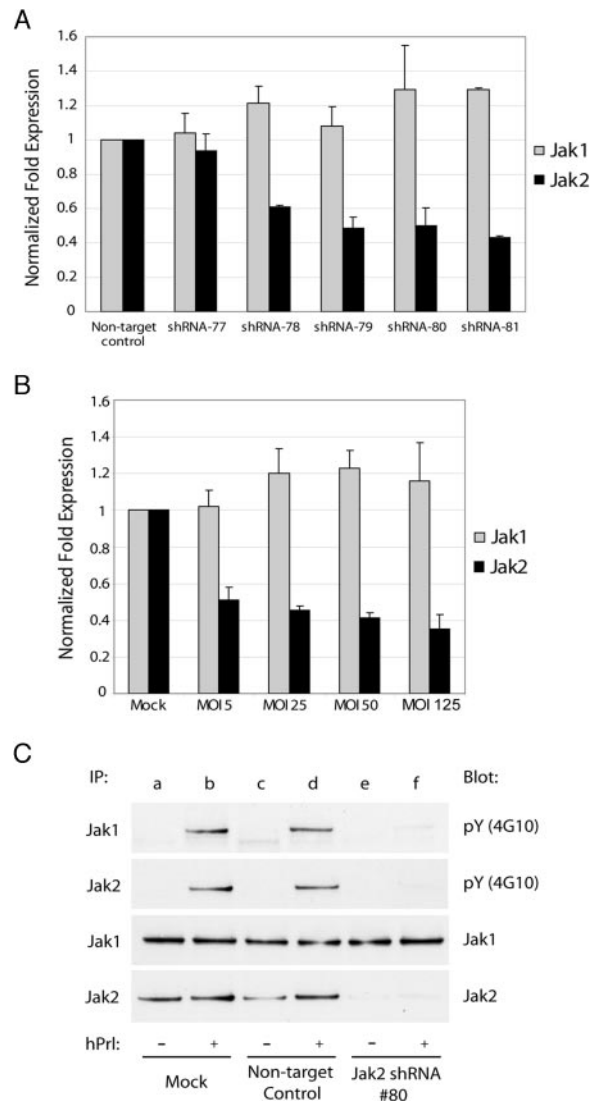 A
1.6
1.4
1.2
1
0.8
0.6
0.4
0.2
0
Normalized Fold Expression
Non-target control
shRNA-77
shRNA-78
shRNA-79
shRNA-80
shRNA-81
Jak1
Jak2
B
1.6
1.4
1.2
1
0.8
0.6
0.4
0.2
0
Normalized Fold Expression
Mock
MOI 5
MOI 25
MOI 50
MOI 125
Jak1
Jak2
C
IP: a b c d e f Blot:
Jak1 pY (4G10)
Jak2 pY (4G10)
Jak1 Jak1
Jak2 Jak2
hPrl: − + − + − +
Mock
Non-target
Control
Jak2 shRNA
#80